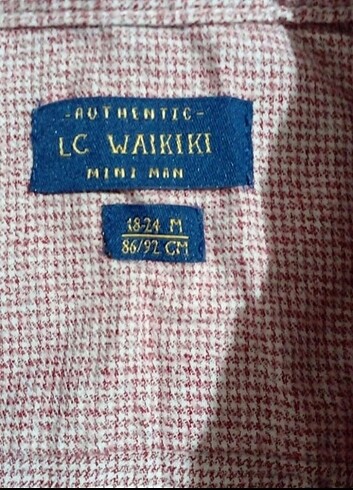 -AUTHENTIC-
LC WAIKIKI
MINI MAN
18-24 M
86/92 CM